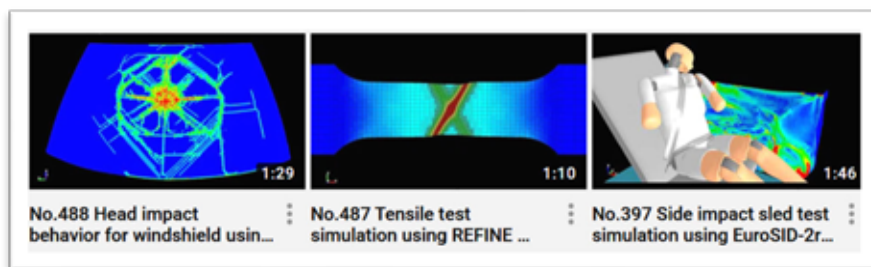 1:29
1:10
1:46
No.488 Head impact
behavior for windshield usin...
No.487 Tensile test
simulation using REFINE ...
No.397 Side impact sled test
simulation using EuroSID-2r...